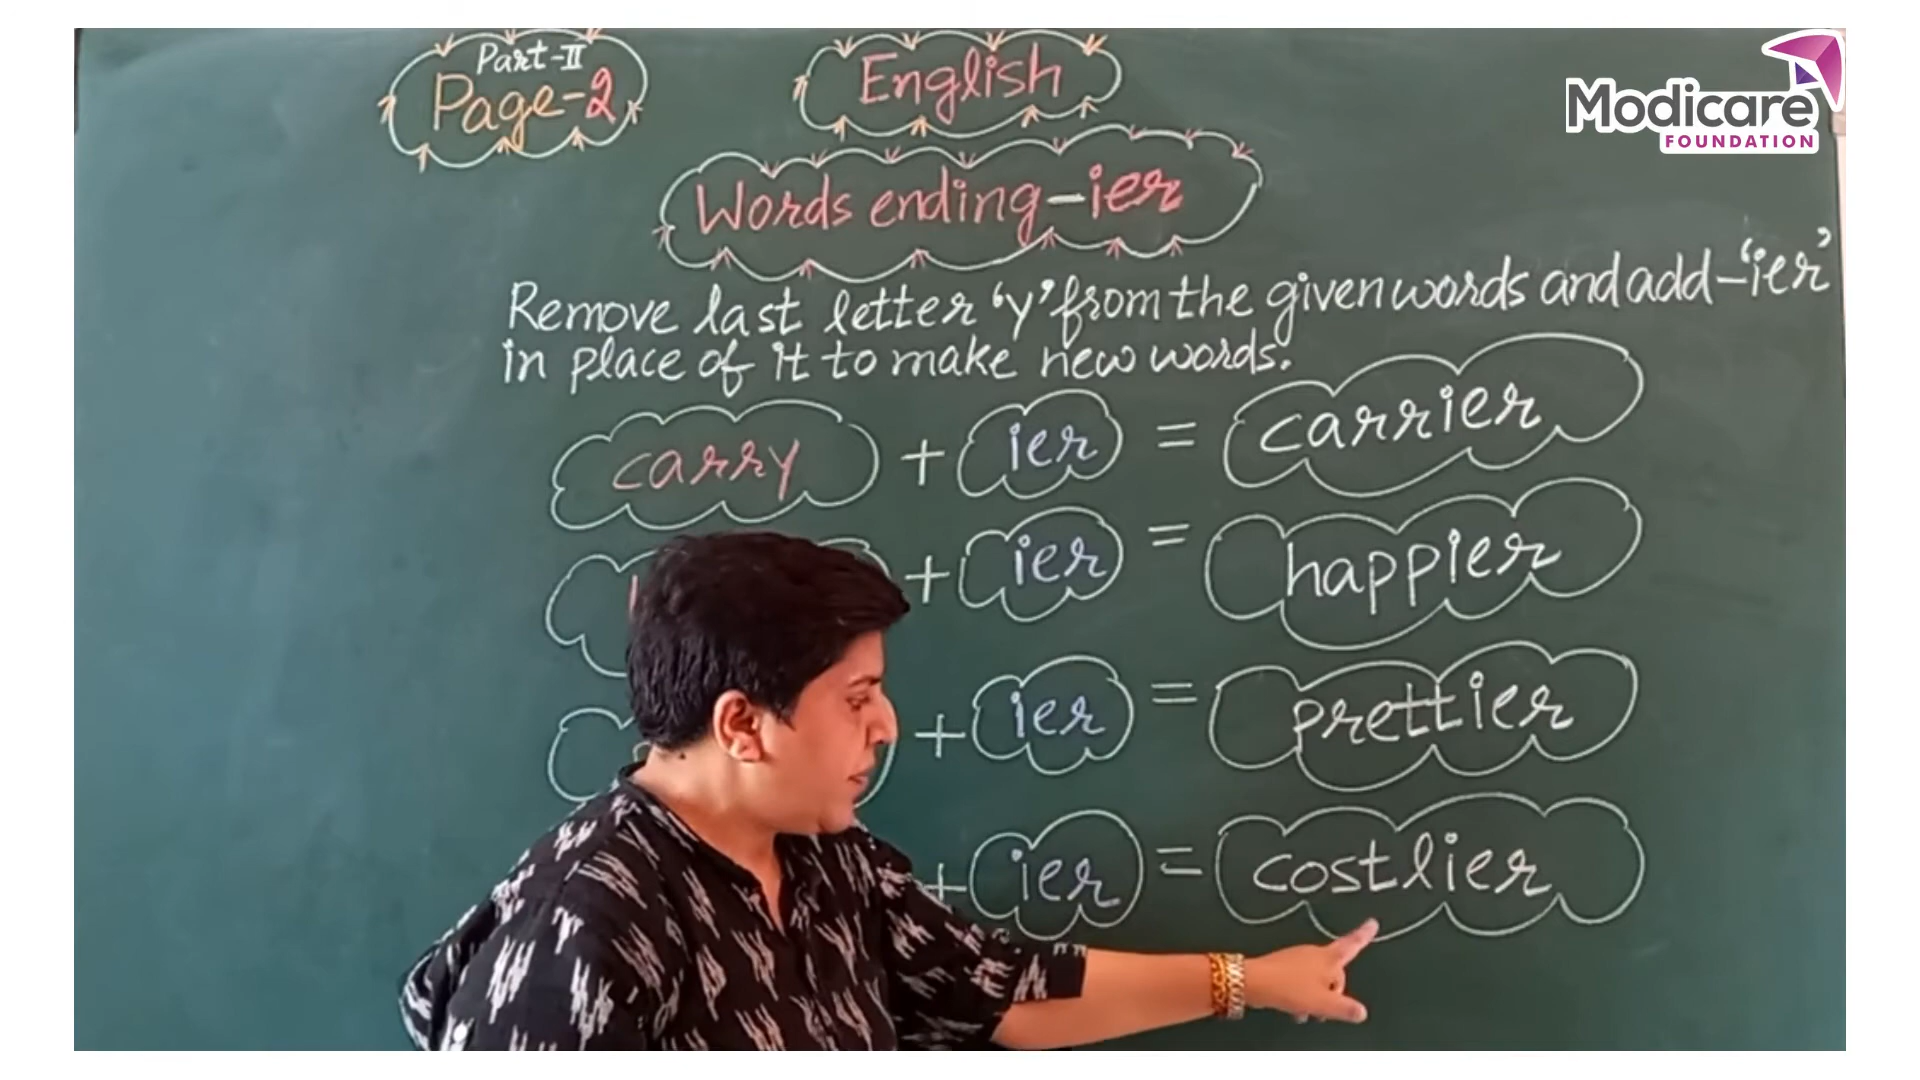 Part-II
Page-2
English
Modicare
FOUNDATION
Words ending-ier
Remove last letter 'y' from the given words and add-'ier'
in place of it to make new words.
carry + ier = carrier
+ ier = happier
+ ier = prettier
+ ier = costlier